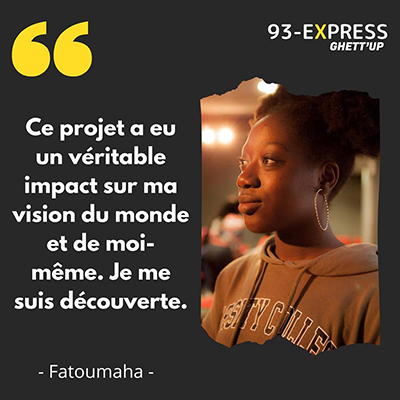 93-EXPRESS
GHETT'UP
Ce projet a eu
un véritable
impact sur ma
vision du monde
et de moi-
même. Je me
suis découverte.
- Fatoumaha -